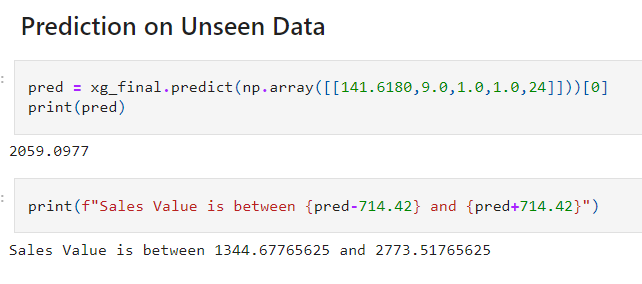 Prediction on Unseen Data
:
pred = xg_final.predict(np.array([[141.6180,9.0,1.0,1.0,24]]))[0]
print(pred)
2059.0977
:
print(f"Sales Value is between {pred-714.42} and {pred+714.42}")
Sales Value is between 1344.67765625 and 2773.51765625